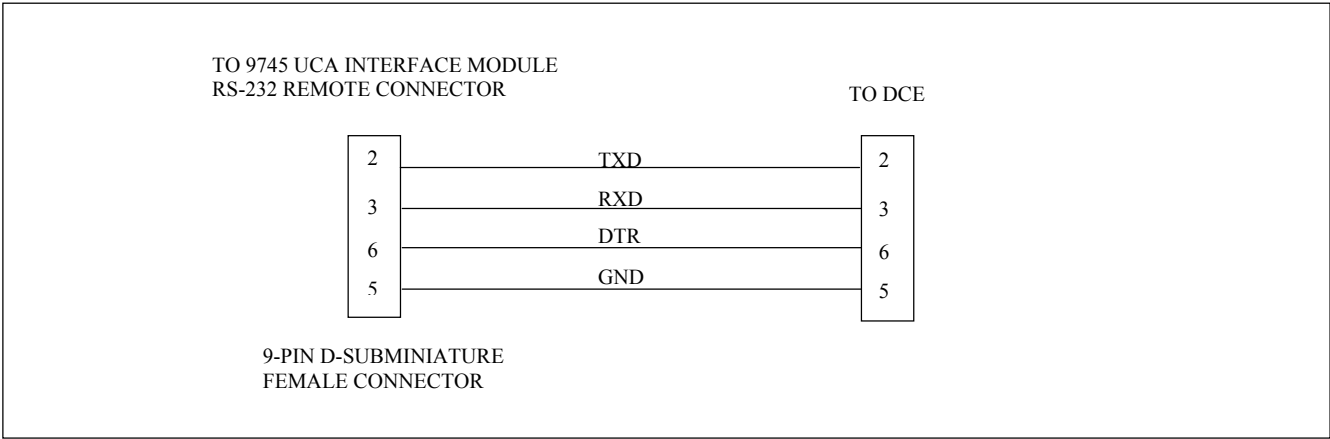 TO 9745 UCA INTERFACE MODULE
RS-232 REMOTE CONNECTOR
TO DCE
2 TXD 2
3 RXD 3
6 DTR 6
5 GND 5
9-PIN D-SUBMINIATURE
FEMALE CONNECTOR